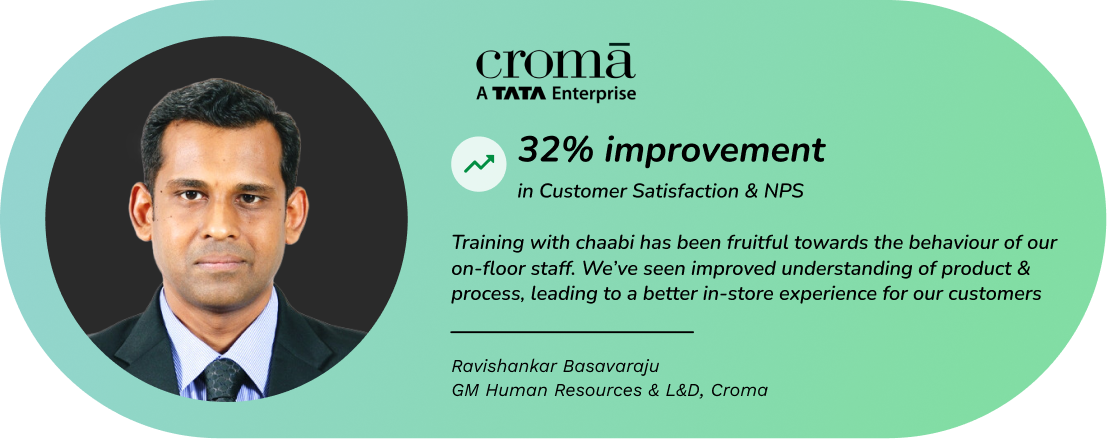 cromā
A TATA Enterprise
32% improvement
in Customer Satisfaction & NPS
Training with chaabi has been fruitful towards the behaviour of our
on-floor staff. We've seen improved understanding of product &
process, leading to a better in-store experience for our customers
Ravishankar Basavaraju
GM Human Resources & L&D, Croma